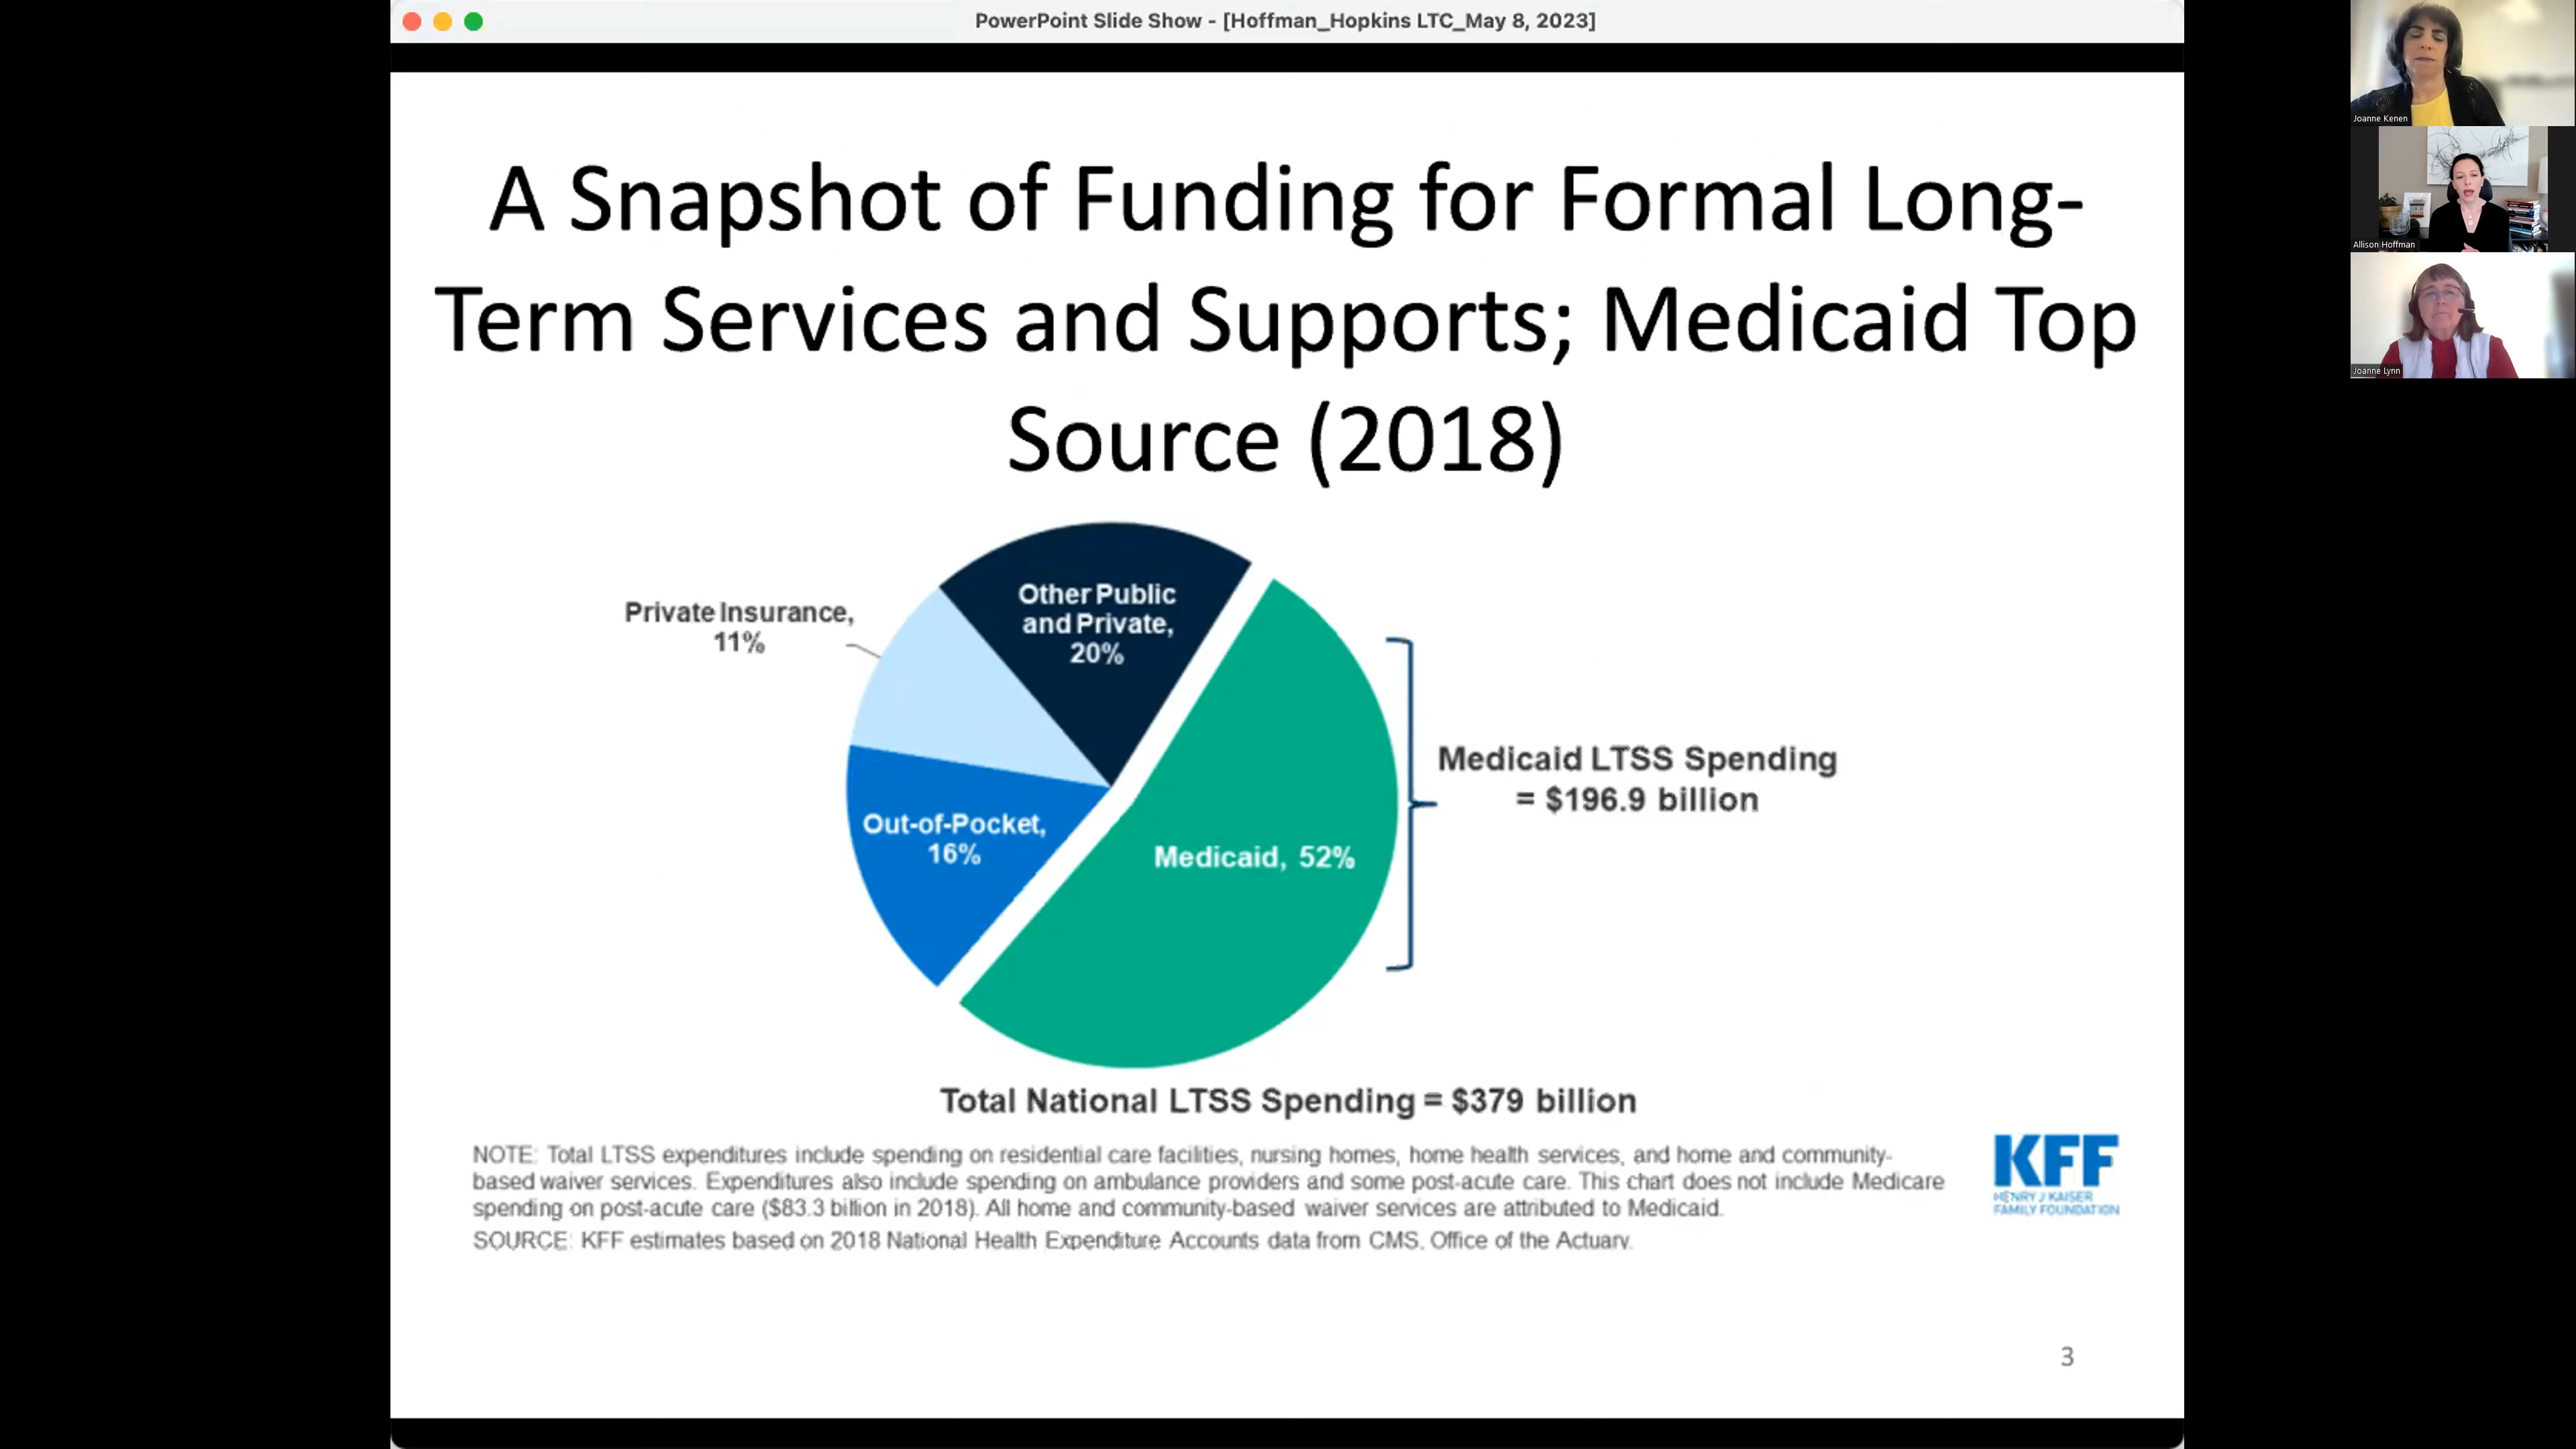 PowerPoint Slide Show - [Hoffman_Hopkins LTC_May 8, 2023]
A Snapshot of Funding for Formal Long-
Term Services and Supports; Medicaid Top
Source (2018)
Other Public
and Private,
20%
Private Insurance,
11%
Out-of-Pocket,
16%
Medicaid, 52%
Medicaid LTSS Spending
= $196.9 billion
Total National LTSS Spending = $379 billion
NOTE: Total LTSS expenditures include spending on residential care facilities, nursing homes, home health services, and home and community-
based waiver services. Expenditures also include spending on ambulance providers and some post-acute care. This chart does not include Medicare
spending on post-acute care ($83.3 billion in 2018). All home and community-based waiver services are attributed to Medicaid.
SOURCE: KFF estimates based on 2018 National Health Expenditure Accounts data from CMS, Office of the Actuary.
KFF
HENRY J KAISER
FAMILY FOUNDATION
3
Joanne Kenen
Allison Hoffman
Joanne Lynn